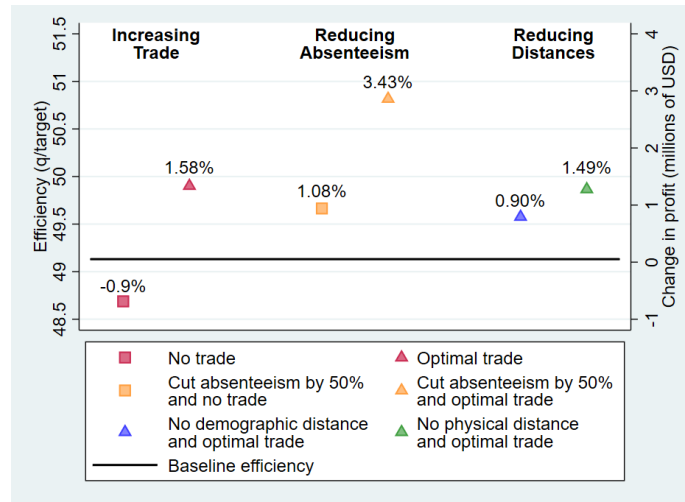 Increasing Trade
Reducing Absenteeism
Reducing Distances
Efficiency (q/target)
51.5
51
50.5
50
49.5
49
48.5
3.43%
1.58%
1.08%
1.49%
0.90%
-0.9%
4
3
2
1
0
-1
Change in profit (millions of USD)
No trade
Optimal trade
Cut absenteeism by 50%
and no trade
Cut absenteeism by 50%
and optimal trade
No demographic distance
and optimal trade
No physical distance
and optimal trade
Baseline efficiency